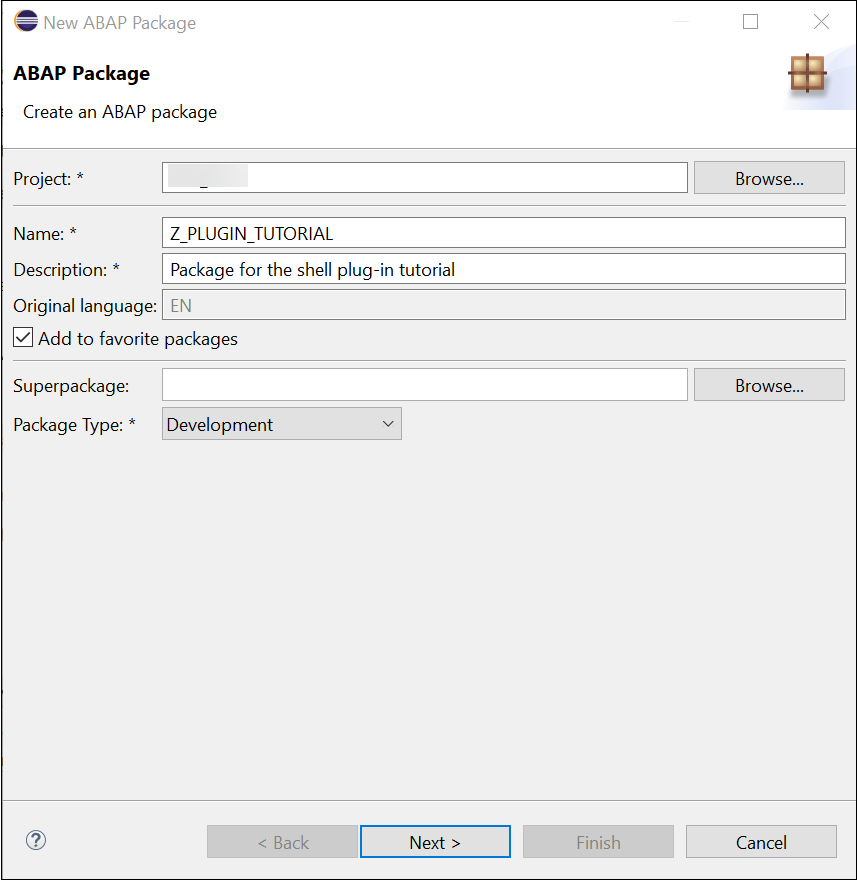 New ABAP Package
ABAP Package
Create an ABAP package
Project: *
Browse...
Name: * Z_PLUGIN_TUTORIAL
Description: * Package for the shell plug-in tutorial
Original language: EN
Add to favorite packages
Superpackage: Browse...
Package Type: * Development
< Back Next > Finish Cancel